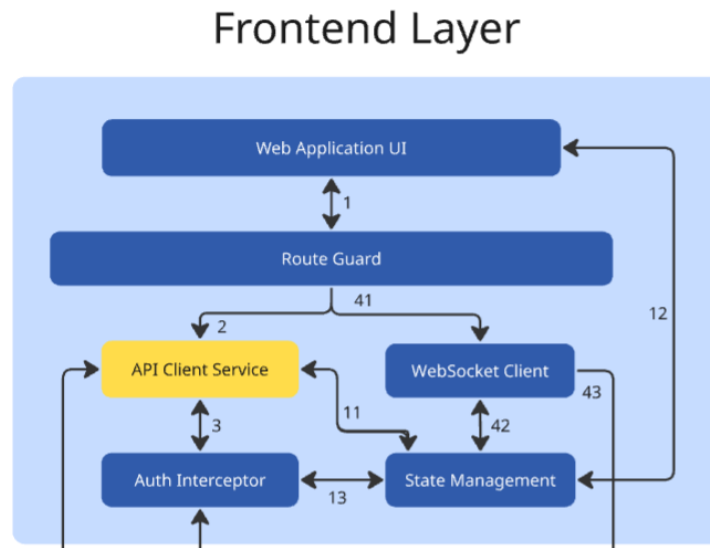 Frontend Layer
Web Application UI
1
Route Guard
41
2
12
API Client Service
WebSocket Client
43
11
3
42
Auth Interceptor
State Management
13